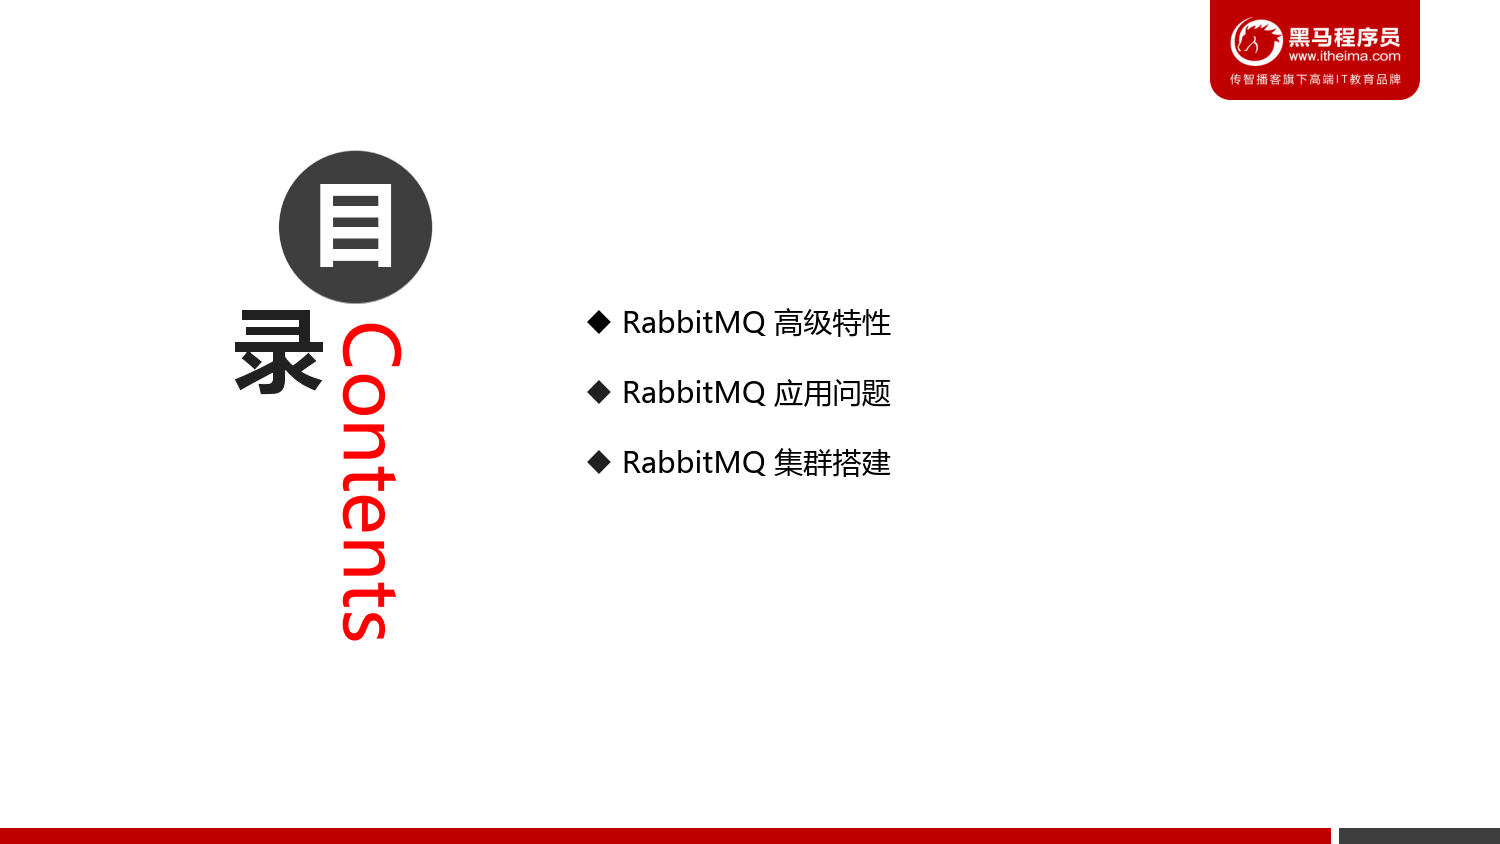 黑马程序员
www.itheima.com
传智播客旗下高端IT教育品牌
目
录
Contents
◆ RabbitMQ 高级特性
◆ RabbitMQ 应用问题
◆ RabbitMQ 集群搭建